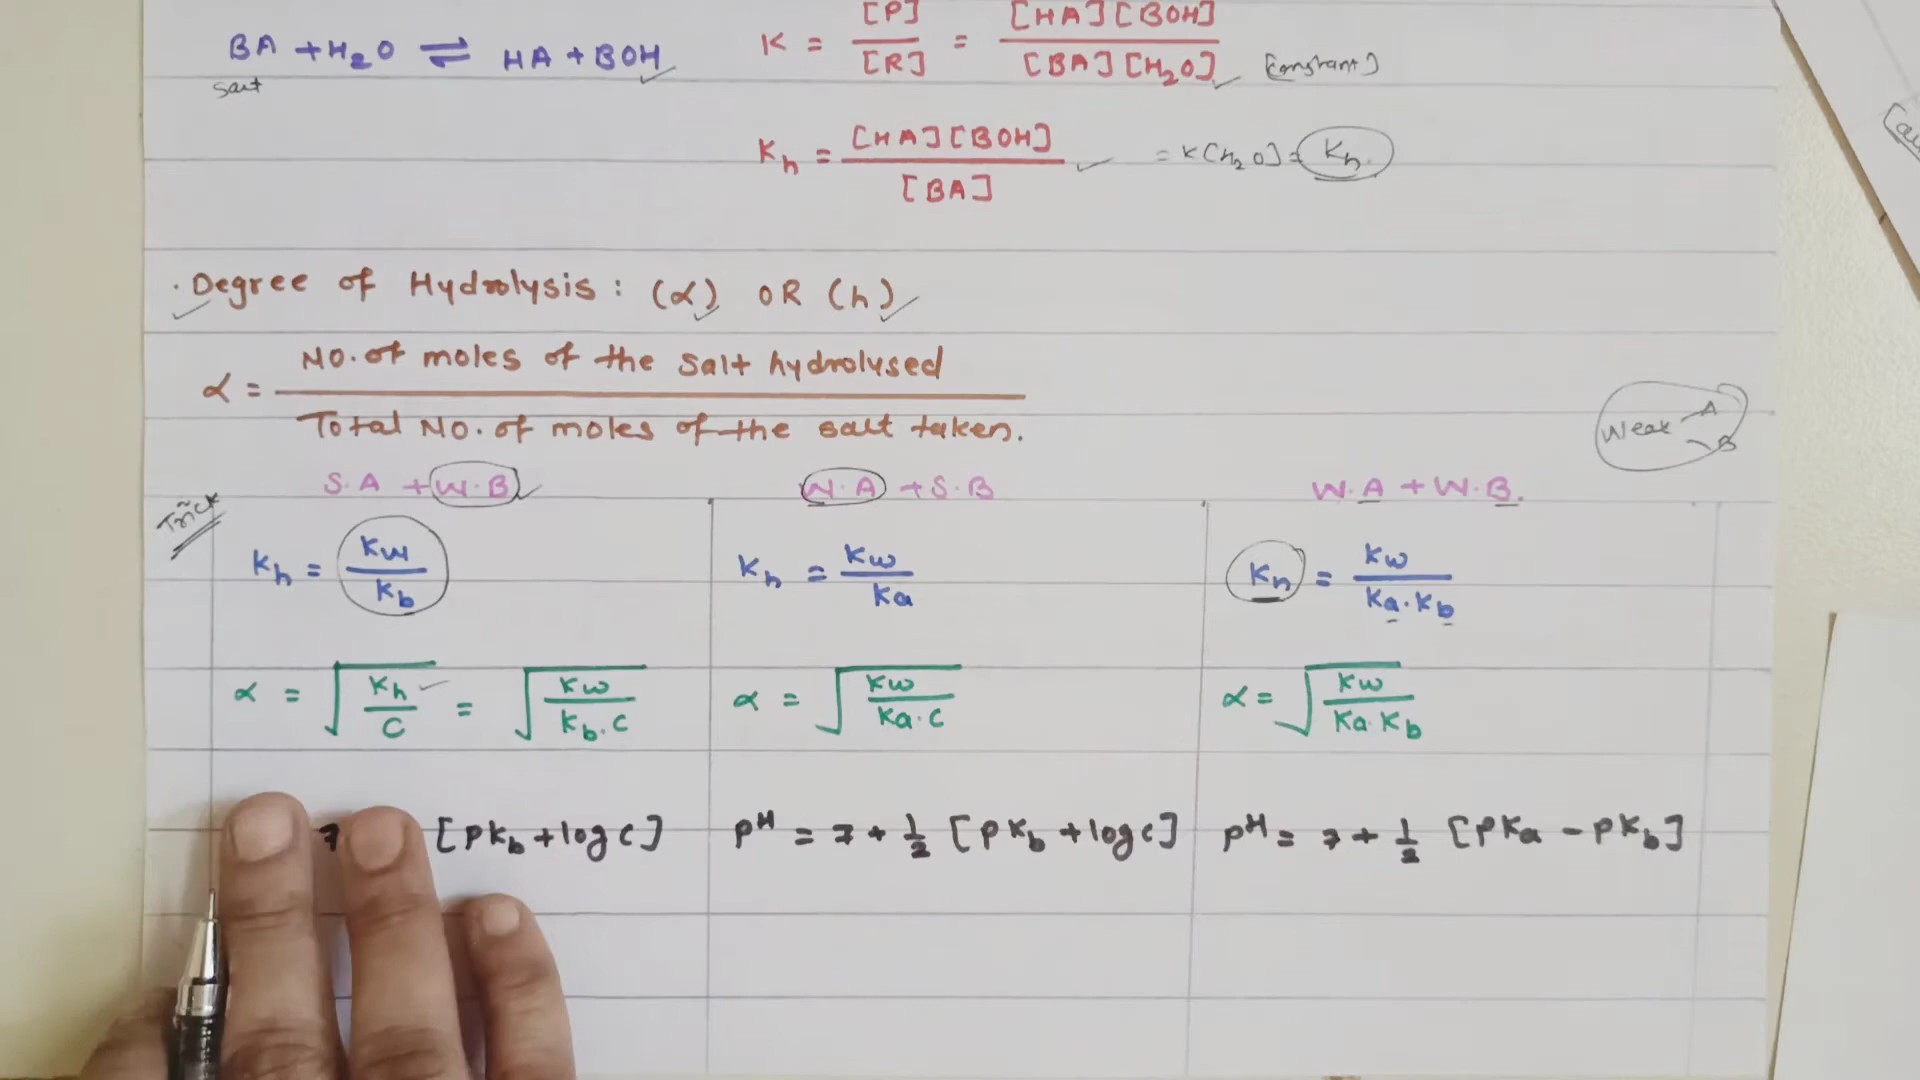 BA + H₂O ⇌ HA + BOH
Salt
K = [P] / [R] = [HA][BOH] / [BA][H₂O] [Constant]
Kh = [HA][BOH] / [BA] = K[H₂O] = Kh.
. Degree of Hydrolysis : (α) OR (h)
α = No. of moles of the salt hydrolysed / Total No. of moles of the salt taken.
Weak A B
Trick
S.A + W.B W.A + S.B W.A + W.B.
Kh = Kw / Kb Kh = Kw / Ka Kh = Kw / Ka.Kb
α = √(Kh / C) = √(Kw / Kb.C) α = √(Kw / Ka.C) α = √(Kw / Ka.Kb)
7 [PKb + log C] PH = 7 + 1/2 [PKb + log C] PH = 7 + 1/2 [PKa - PKb]